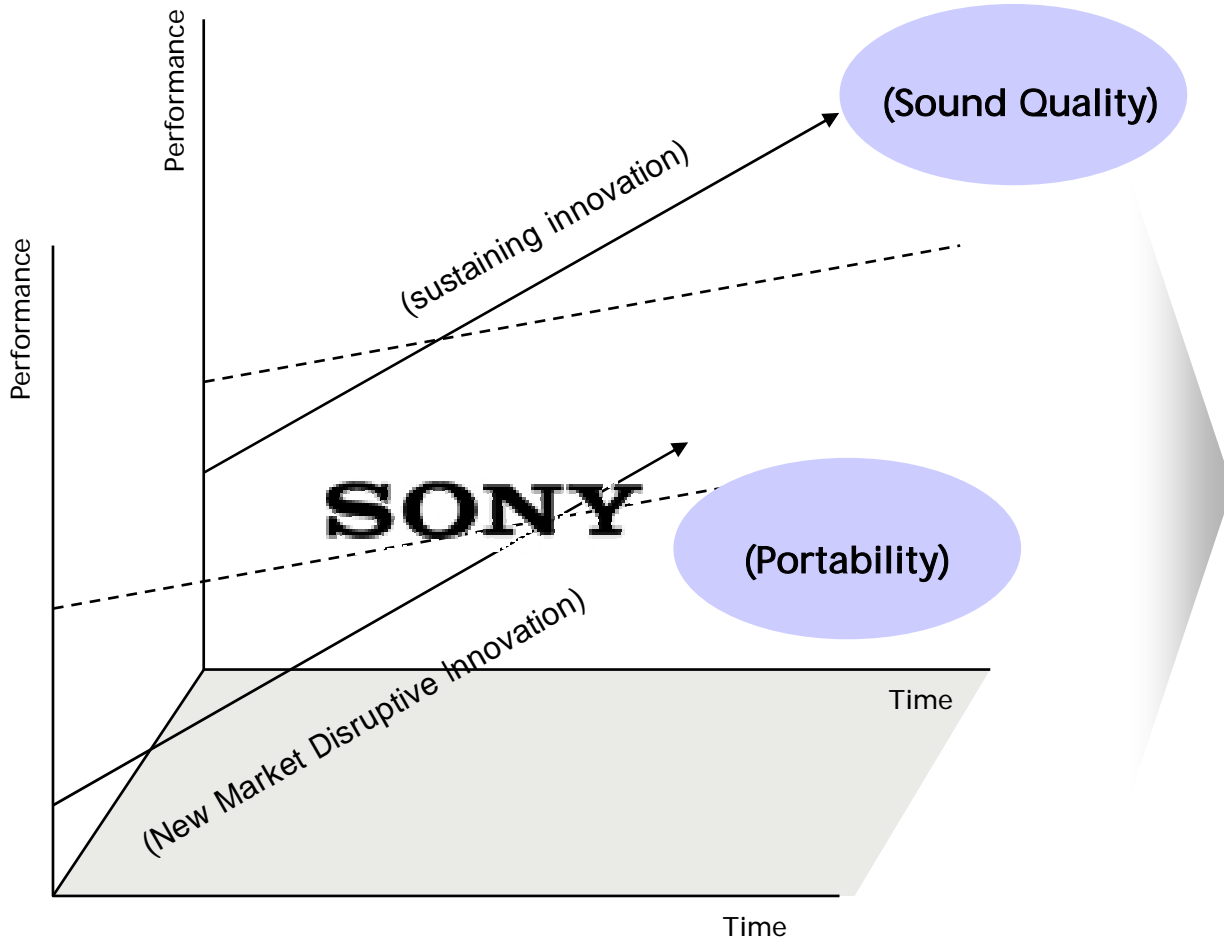 Performance
(Sound Quality)
(sustaining innovation)
Performance
SONY
(Portability)
(New Market Disruptive Innovation)
Time
Time